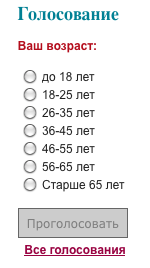 Голосование
Ваш возраст:
до 18 лет
18-25 лет
26-35 лет
36-45 лет
46-55 лет
56-65 лет
Старше 65 лет
Проголосовать
Все голосования